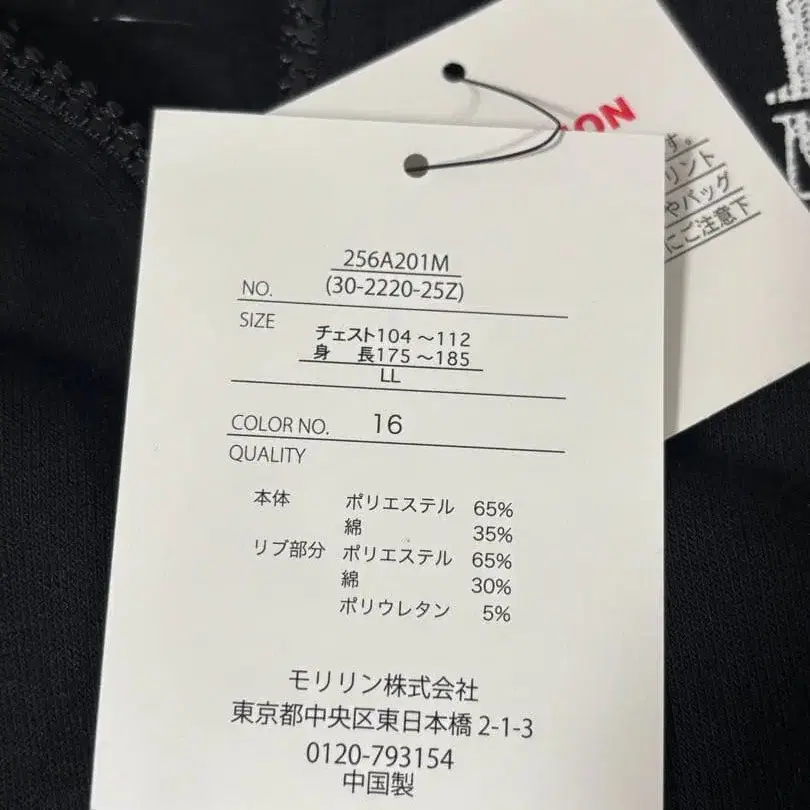 256A201M
NO. (30-2220-25Z)
SIZE
チェスト104 ～112
身 長175 ～185
LL
COLOR NO. 16
QUALITY
本体 ポリエステル 65%
綿 35%
リブ部分 ポリエステル 65%
綿 30%
ポリウレタン 5%
モリリン株式会社
東京都中央区東日本橋 2-1-3
0120-793154
中国製
ON
す。
リント
やバッグ
にご注意下